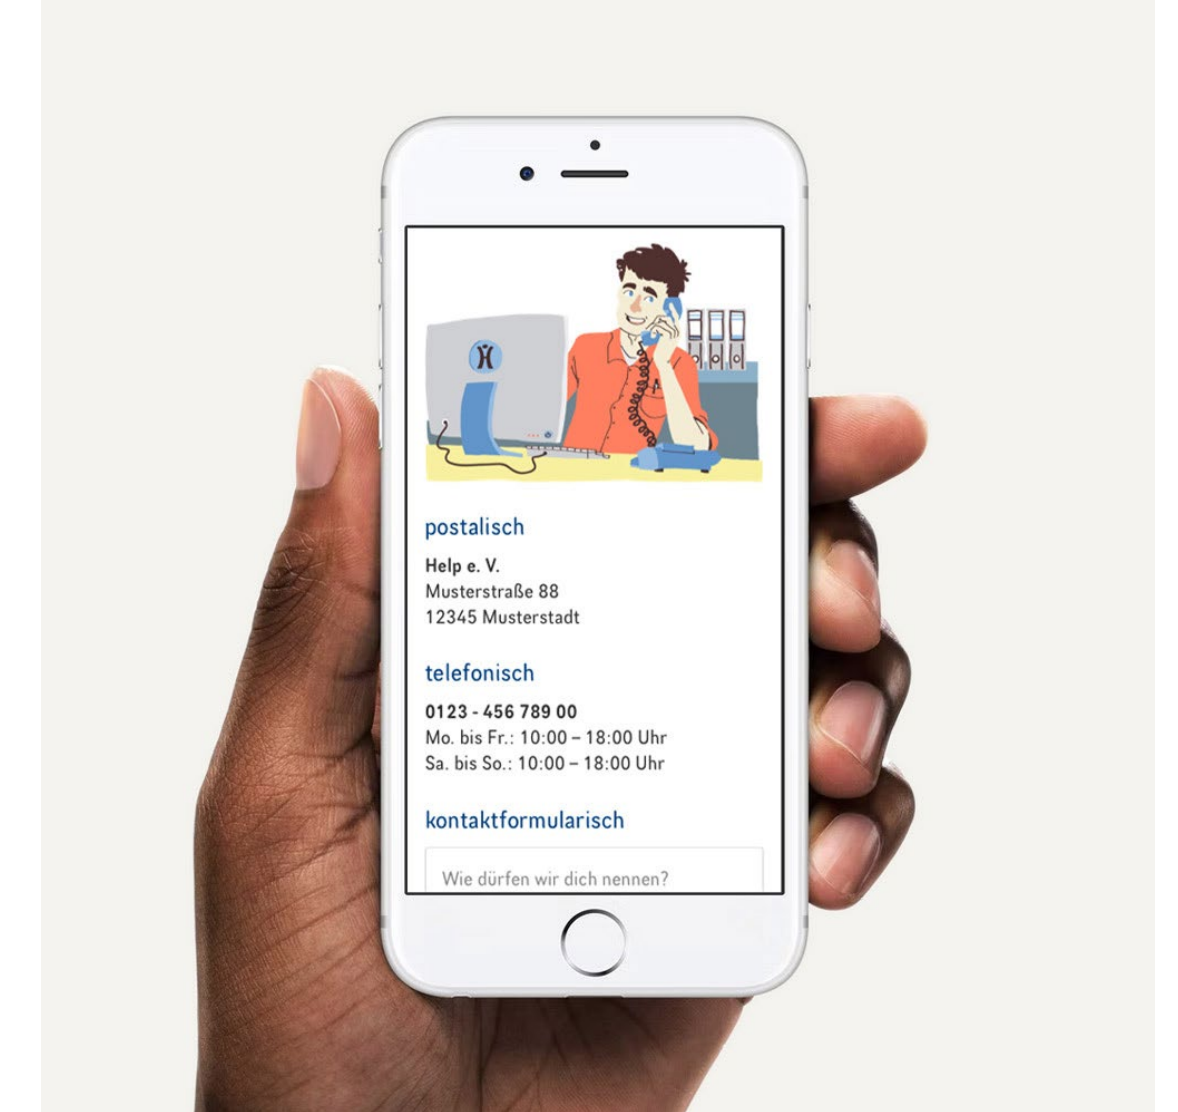 postalisch
Help e. V.
Musterstraße 88
12345 Musterstadt
telefonisch
0123 - 456 789 00
Mo. bis Fr.: 10:00 – 18:00 Uhr
Sa. bis So.: 10:00 – 18:00 Uhr
kontaktformularisch
Wie dürfen wir dich nennen?